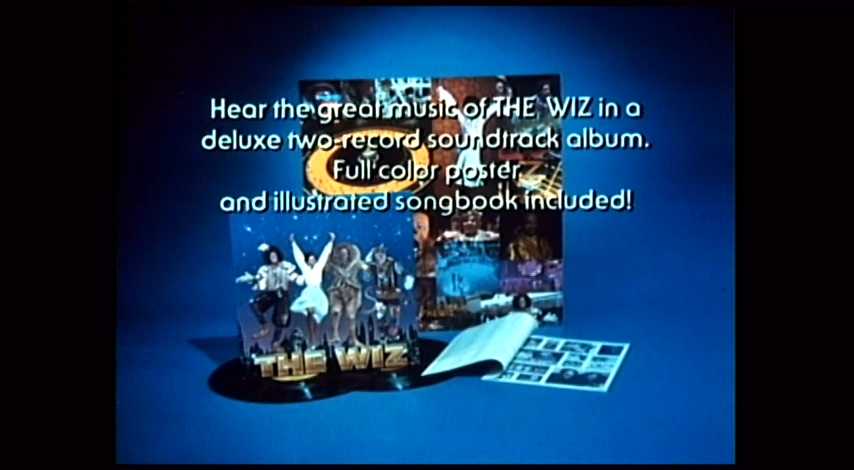 Hear the great music of THE WIZ in a
deluxe two-record soundtrack album.
Full color poster,
and illustrated songbook included!
THE WIZ